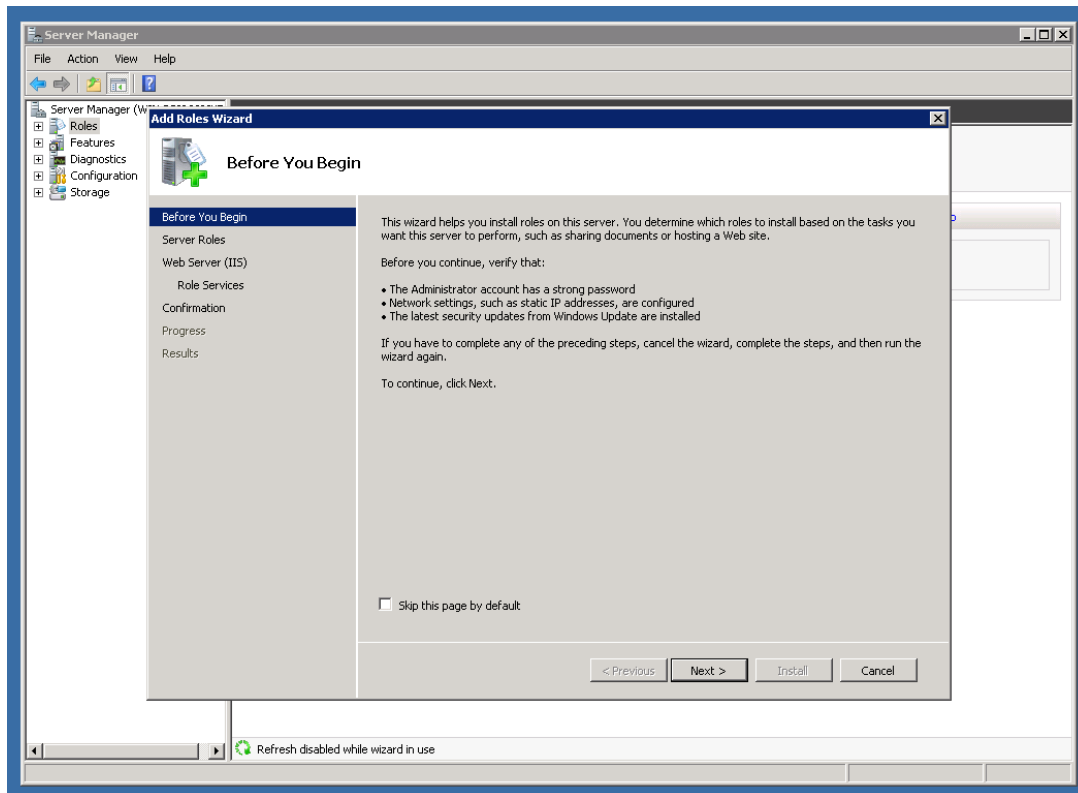 Server Manager
File Action View Help
Server Manager (W
Roles
Features
Diagnostics
Configuration
Storage
Add Roles Wizard
Before You Begin
Before You Begin
Server Roles
Web Server (IIS)
Role Services
Confirmation
Progress
Results
This wizard helps you install roles on this server. You determine which roles to install based on the tasks you
want this server to perform, such as sharing documents or hosting a Web site.
Before you continue, verify that:
• The Administrator account has a strong password
• Network settings, such as static IP addresses, are configured
• The latest security updates from Windows Update are installed
If you have to complete any of the preceding steps, cancel the wizard, complete the steps, and then run the
wizard again.
To continue, click Next.
Skip this page by default
< Previous Next > Install Cancel
Refresh disabled while wizard in use